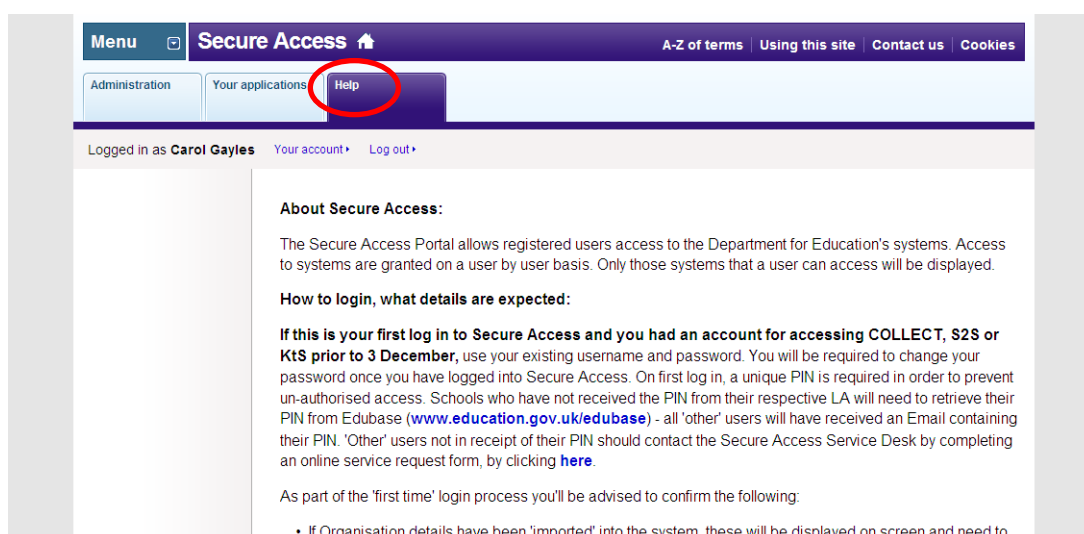 Menu Secure Access A-Z of terms Using this site Contact us Cookies
Administration Your applications Help
Logged in as Carol Gayles Your account Log out
About Secure Access:
The Secure Access Portal allows registered users access to the Department for Education's systems. Access
to systems are granted on a user by user basis. Only those systems that a user can access will be displayed.
How to login, what details are expected:
If this is your first log in to Secure Access and you had an account for accessing COLLECT, S2S or
KtS prior to 3 December, use your existing username and password. You will be required to change your
password once you have logged into Secure Access. On first log in, a unique PIN is required in order to prevent
un-authorised access. Schools who have not received the PIN from their respective LA will need to retrieve their
PIN from Edubase (www.education.gov.uk/edubase) - all 'other' users will have received an Email containing
their PIN. 'Other' users not in receipt of their PIN should contact the Secure Access Service Desk by completing
an online service request form, by clicking here.
As part of the 'first time' login process you'll be advised to confirm the following:
• If Organisation details have been 'imported' into the system, these will be displayed on screen and need to